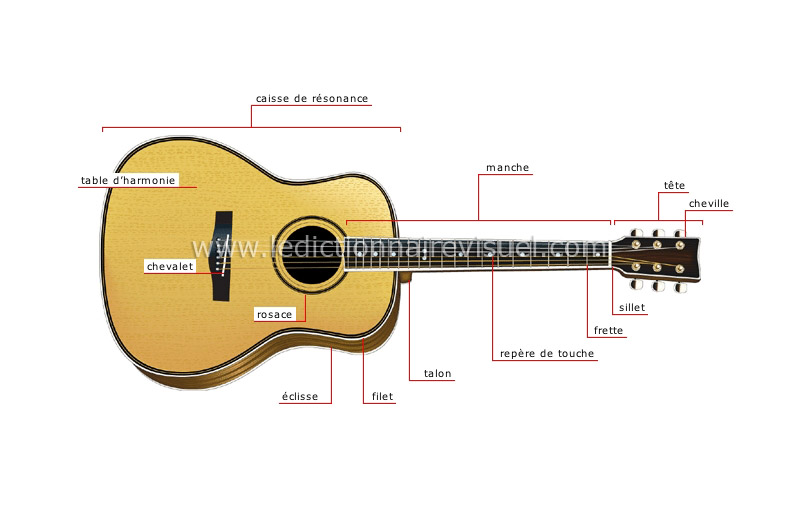 caisse de résonance
manche
tête
table d'harmonie
cheville
www.ledictionnairevisuel.com
chevalet
sillet
rosace
frette
repère de touche
talon
éclisse
filet